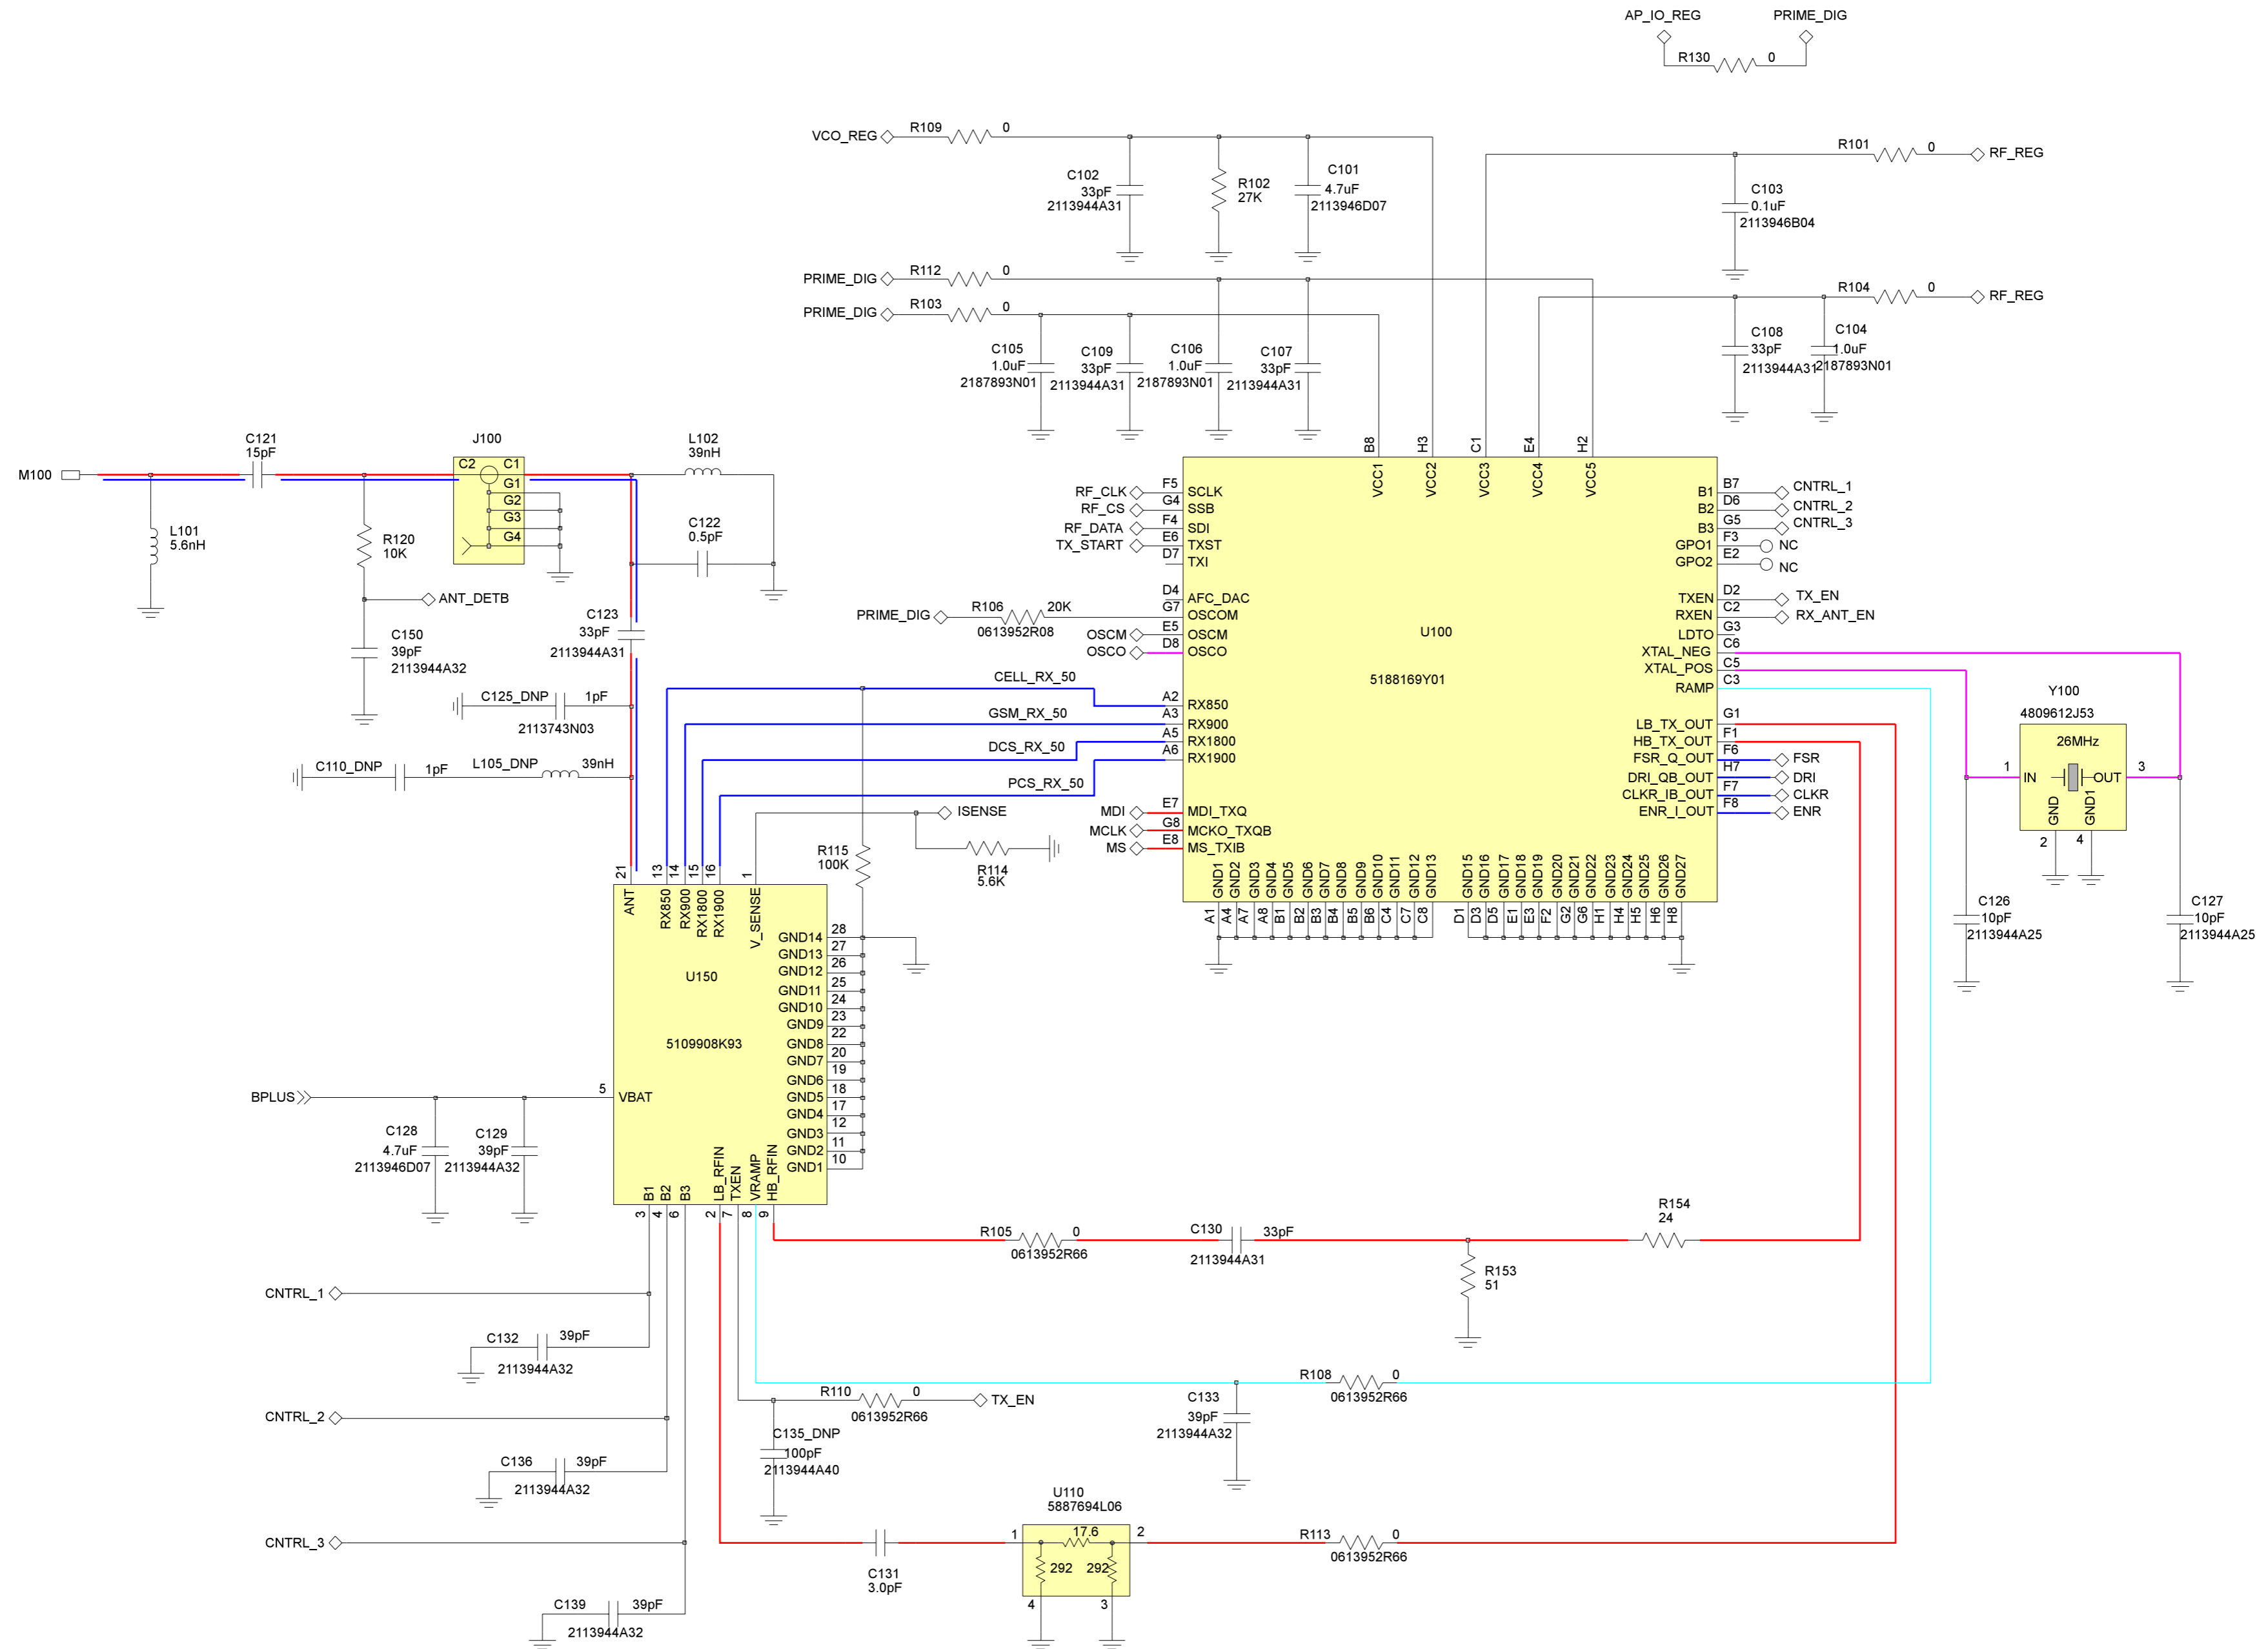 AP_IO_REG
PRIME_DIG
R130
0
VCO_REG
R109
0
C102
33pF
2113944A31
R102
27K
C101
4.7uF
2113946D07
R101
0
RF_REG
C103
0.1uF
2113946B04
PRIME_DIG
R112
0
PRIME_DIG
R103
0
R104
0
RF_REG
C105
1.0uF
2187893N01
C109
33pF
2113944A31
C106
1.0uF
2187893N01
C107
33pF
2113944A31
C108
33pF
2113944A31
C104
1.0uF
2187893N01
M100
C121
15pF
J100
C2
C1
G1
G2
G3
G4
L102
39nH
L101
5.6nH
R120
10K
C122
0.5pF
ANT_DETB
C150
39pF
2113944A32
C123
33pF
2113944A31
C125_DNP
1pF
2113743N03
C110_DNP
1pF
L105_DNP
39nH
B8
H3
C1
E4
H2
VCC1
VCC2
VCC3
VCC4
VCC5
RF_CLK
F5
SCLK
RF_CS
G4
SSB
RF_DATA
F4
SDI
TX_START
E6
TXST
D7
TXI
D4
AFC_DAC
PRIME_DIG
R106
20K
0613952R08
G7
OSCOM
OSCM
E5
OSCM
OSCO
D8
OSCO
U100
5188169Y01
CELL_RX_50
A2
RX850
GSM_RX_50
A3
RX900
DCS_RX_50
A5
RX1800
PCS_RX_50
A6
RX1900
MDI
E7
MDI_TXQ
MCLK
G8
MCKO_TXQB
MS
E8
MS_TXIB
B1
B7
CNTRL_1
B2
D6
CNTRL_2
B3
G5
CNTRL_3
GPO1
F3
NC
GPO2
E2
NC
TXEN
D2
TX_EN
RXEN
C2
RX_ANT_EN
LDTO
G3
XTAL_NEG
C6
XTAL_POS
C5
RAMP
C3
LB_TX_OUT
G1
HB_TX_OUT
F1
FSR_Q_OUT
F6
FSR
DRI_QB_OUT
H7
DRI
CLKR_IB_OUT
F7
CLKR
ENR_I_OUT
F8
ENR
GND1
GND2
GND3
GND4
GND5
GND6
GND7
GND8
GND9
GND10
GND11
GND12
GND13
GND15
GND16
GND17
GND18
GND19
GND20
GND21
GND22
GND23
GND24
GND25
GND26
GND27
A1
A4
A7
A8
B1
B2
B3
B4
B5
B6
C4
C7
C8
D1
D3
D5
E1
E3
F2
G2
G6
H1
H4
H5
H6
H8
Y100
4809612J53
26MHz
1
IN
OUT
3
GND
GND1
2
4
C126
10pF
2113944A25
C127
10pF
2113944A25
ISENSE
R115
100K
R114
5.6K
21
13
14
15
16
1
ANT
RX850
RX900
RX1800
RX1900
V_SENSE
U150
5109908K93
GND14
28
GND13
27
GND12
26
GND11
25
GND10
24
GND9
23
GND8
22
GND7
20
GND6
19
GND5
18
GND4
17
GND3
12
GND2
11
GND1
10
BPLUS
5
VBAT
C128
4.7uF
2113946D07
C129
39pF
2113944A32
B1
B2
B3
LB_RFIN
TXEN
VRAMP
HB_RFIN
3
4
6
2
7
8
9
R105
0
0613952R66
C130
33pF
2113944A31
R154
24
R153
51
CNTRL_1
C132
39pF
2113944A32
CNTRL_2
C136
39pF
2113944A32
CNTRL_3
C139
39pF
2113944A32
R110
0
0613952R66
TX_EN
C135_DNP
100pF
2113944A40
R108
0
0613952R66
C133
39pF
2113944A32
U110
5887694L06
1
17.6
2
292
292
4
3
C131
3.0pF
R113
0
0613952R66